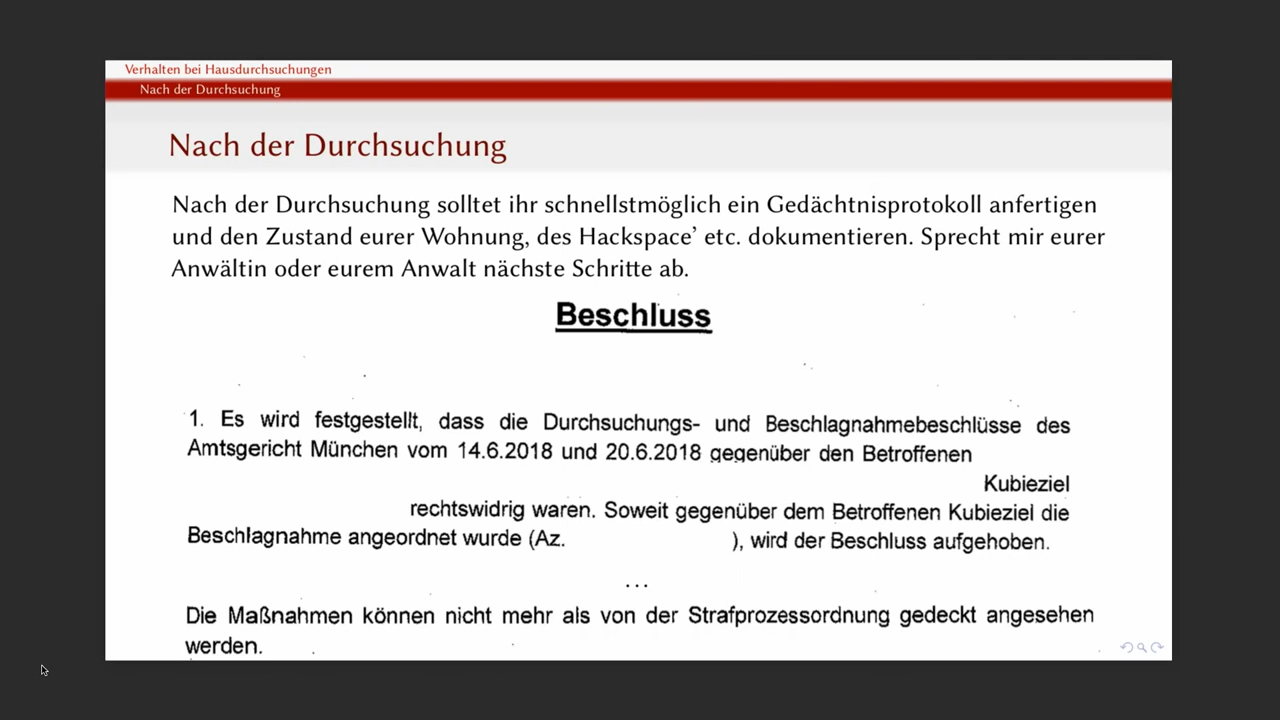 Verhalten bei Hausdurchsuchungen
Nach der Durchsuchung
Nach der Durchsuchung
Nach der Durchsuchung solltet ihr schnellstmöglich ein Gedächtnisprotokoll anfertigen
und den Zustand eurer Wohnung, des Hackspace’ etc. dokumentieren. Sprecht mir eurer
Anwältin oder eurem Anwalt nächste Schritte ab.
Beschluss
1. Es wird festgestellt, dass die Durchsuchungs- und Beschlagnahmebeschlüsse des
Amtsgericht München vom 14.6.2018 und 20.6.2018 gegenüber den Betroffenen
Kubieziel
rechtswidrig waren. Soweit gegenüber dem Betroffenen Kubieziel die
Beschlagnahme angeordnet wurde (Az. ), wird der Beschluss aufgehoben.
...
Die Maßnahmen können nicht mehr als von der Strafprozessordnung gedeckt angesehen
werden.